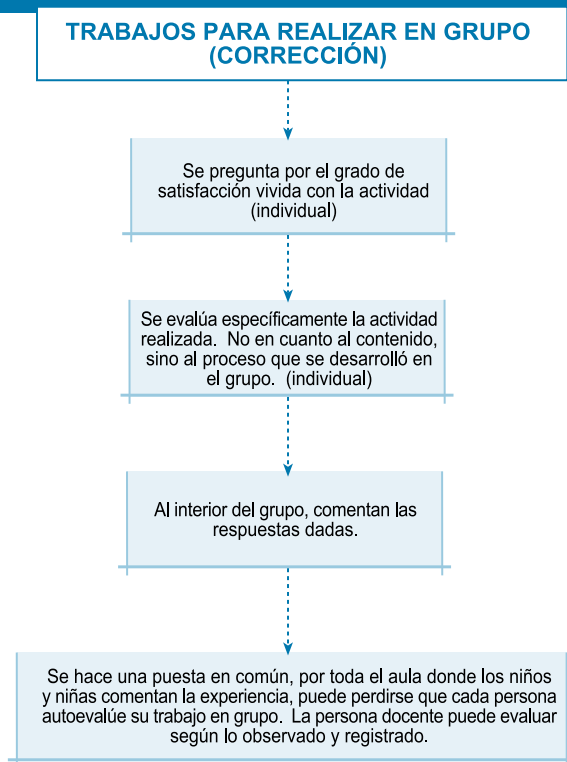 TRABAJOS PARA REALIZAR EN GRUPO
(CORRECCIÓN)
Se pregunta por el grado de
satisfacción vivida con la actividad
(individual)
Se evalúa específicamente la actividad
realizada. No en cuanto al contenido,
sino al proceso que se desarrolló en
el grupo. (individual)
Al interior del grupo, comentan las
respuestas dadas.
Se hace una puesta en común, por toda el aula donde los niños
y niñas comentan la experiencia, puede perdirse que cada persona
autoevalúe su trabajo en grupo. La persona docente puede evaluar
según lo observado y registrado.